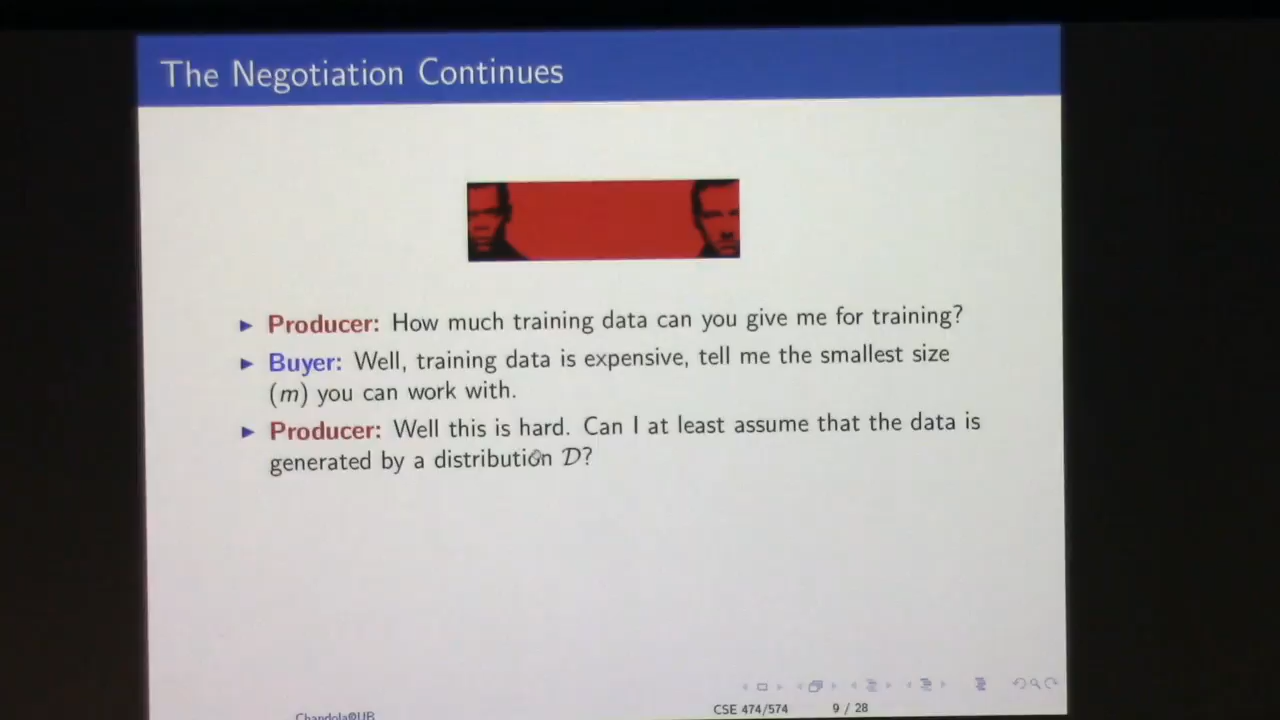 The Negotiation Continues
► Producer: How much training data can you give me for training?
► Buyer: Well, training data is expensive, tell me the smallest size
(m) you can work with.
► Producer: Well this is hard. Can I at least assume that the data is
generated by a distribution 𝒟?
Chandola@UB
CSE 474/574
9 / 28